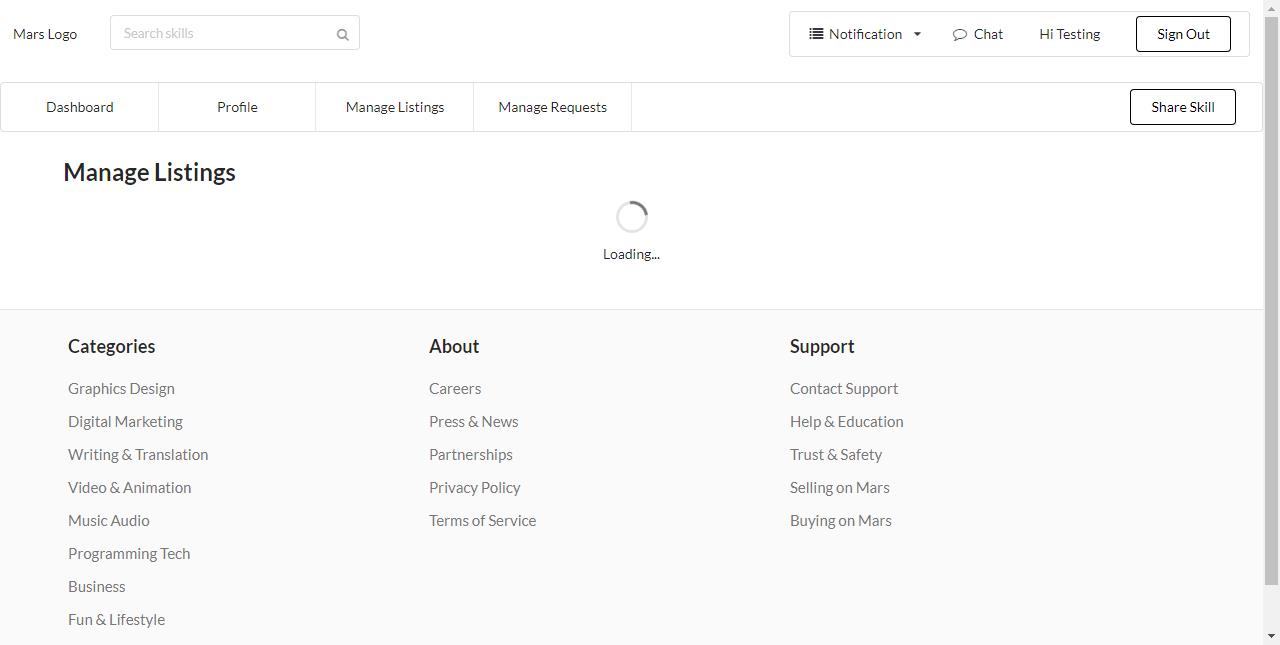 Mars Logo
Search skills
Notification
Chat
Hi Testing
Sign Out
Dashboard
Profile
Manage Listings
Manage Requests
Share Skill
Manage Listings
Loading...
Categories
Graphics Design
Digital Marketing
Writing & Translation
Video & Animation
Music Audio
Programming Tech
Business
Fun & Lifestyle
About
Careers
Press & News
Partnerships
Privacy Policy
Terms of Service
Support
Contact Support
Help & Education
Trust & Safety
Selling on Mars
Buying on Mars